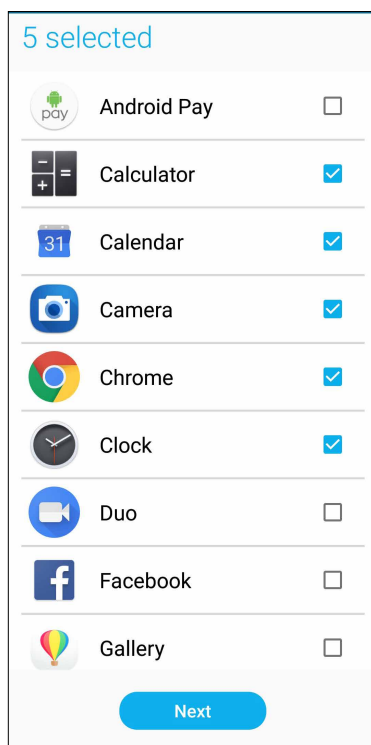 5 selected
pay
Android Pay
Calculator
31
Calendar
Camera
Chrome
Clock
Duo
Facebook
Gallery
Next